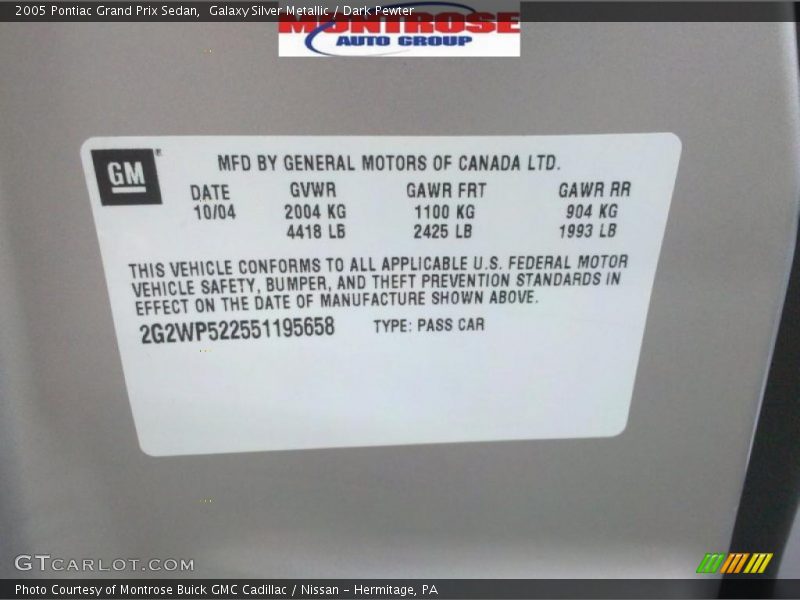 2005 Pontiac Grand Prix Sedan,  Galaxy Silver Metallic / Dark Pewter
MONTROSE
AUTO GROUP
GM
MFD BY GENERAL MOTORS OF CANADA LTD.
DATE GVWR GAWR FRT GAWR RR
10/04 2004 KG 1100 KG 904 KG
4418 LB 2425 LB 1993 LB
THIS VEHICLE CONFORMS TO ALL APPLICABLE U.S. FEDERAL MOTOR
VEHICLE SAFETY, BUMPER, AND THEFT PREVENTION STANDARDS IN
EFFECT ON THE DATE OF MANUFACTURE SHOWN ABOVE.
2G2WP522551195658 TYPE: PASS CAR
GTCARLOT.COM
Photo Courtesy of Montrose Buick GMC Cadillac / Nissan - Hermitage, PA